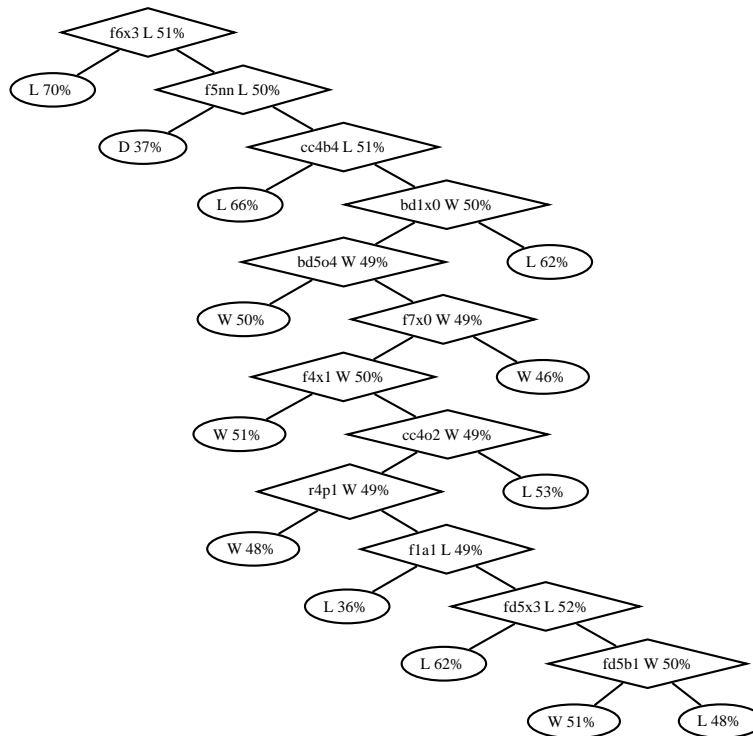 f6x3 L 51%
L 70%
f5nn L 50%
D 37%
cc4b4 L 51%
L 66%
bd1x0 W 50%
bd5o4 W 49%
L 62%
W 50%
f7x0 W 49%
f4x1 W 50%
W 46%
W 51%
cc4o2 W 49%
r4p1 W 49%
L 53%
W 48%
f1a1 L 49%
L 36%
fd5x3 L 52%
L 62%
fd5b1 W 50%
W 51%
L 48%